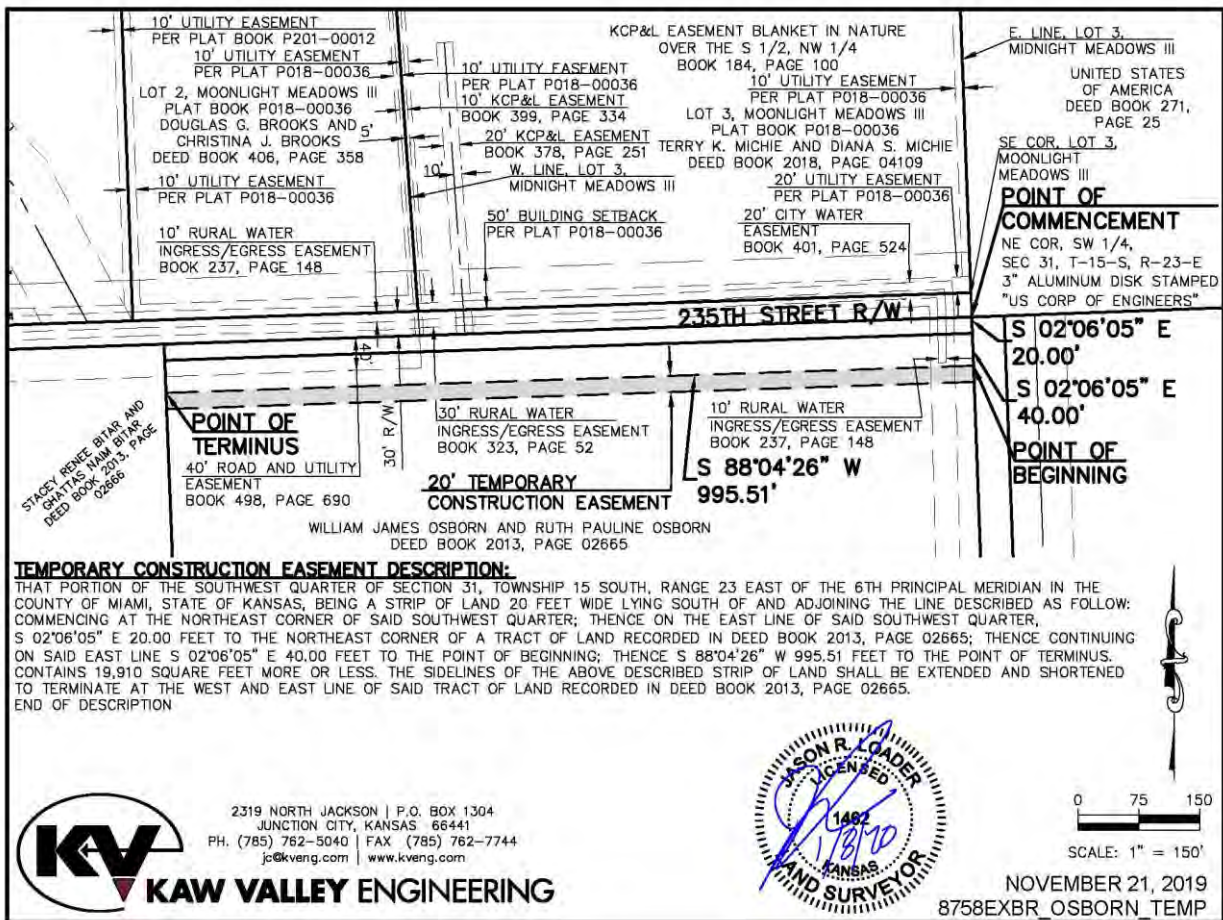 10' UTILITY EASEMENT
PER PLAT BOOK P201-00012
10' UTILITY EASEMENT
PER PLAT P018-00036
LOT 2, MOONLIGHT MEADOWS III
PLAT BOOK P018-00036
DOUGLAS G. BROOKS AND
CHRISTINA J. BROOKS
DEED BOOK 406, PAGE 358
5'
10' UTILITY EASEMENT
PER PLAT P018-00036
10' RURAL WATER
INGRESS/EGRESS EASEMENT
BOOK 237, PAGE 148
10' UTILITY EASEMENT
PER PLAT P018-00036
10' KCP&L EASEMENT
BOOK 399, PAGE 334
20' KCP&L EASEMENT
BOOK 378, PAGE 251
10'
W. LINE, LOT 3,
MIDNIGHT MEADOWS III
50' BUILDING SETBACK
PER PLAT P018-00036
KCP&L EASEMENT BLANKET IN NATURE
OVER THE S 1/2, NW 1/4
BOOK 184, PAGE 100
10' UTILITY EASEMENT
PER PLAT P018-00036
LOT 3, MOONLIGHT MEADOWS III
PLAT BOOK P018-00036
TERRY K. MICHIE AND DIANA S. MICHIE
DEED BOOK 2018, PAGE 04109
20' UTILITY EASEMENT
PER PLAT P018-00036
20' CITY WATER
EASEMENT
BOOK 401, PAGE 524
E. LINE, LOT 3,
MIDNIGHT MEADOWS III
UNITED STATES
OF AMERICA
DEED BOOK 271,
PAGE 25
SE COR, LOT 3,
MOONLIGHT
MEADOWS III
POINT OF
COMMENCEMENT
NE COR, SW 1/4,
SEC 31, T-15-S, R-23-E
3" ALUMINUM DISK STAMPED
"US CORP OF ENGINEERS"
235TH STREET R/W
S 02°06'05" E
20.00'
S 02°06'05" E
40.00'
POINT OF
BEGINNING
40'
30' R/W
POINT OF
TERMINUS
40' ROAD AND UTILITY
EASEMENT
BOOK 498, PAGE 690
STACEY RENEE BITAR AND
GHATTAS NAIM BITAR
DEED BOOK 2013, PAGE
02666
30' RURAL WATER
INGRESS/EGRESS EASEMENT
BOOK 323, PAGE 52
10' RURAL WATER
INGRESS/EGRESS EASEMENT
BOOK 237, PAGE 148
S 88°04'26" W
995.51'
20' TEMPORARY
CONSTRUCTION EASEMENT
WILLIAM JAMES OSBORN AND RUTH PAULINE OSBORN
DEED BOOK 2013, PAGE 02665
TEMPORARY CONSTRUCTION EASEMENT DESCRIPTION:
THAT PORTION OF THE SOUTHWEST QUARTER OF SECTION 31, TOWNSHIP 15 SOUTH, RANGE 23 EAST OF THE 6TH PRINCIPAL MERIDIAN IN THE
COUNTY OF MIAMI, STATE OF KANSAS, BEING A STRIP OF LAND 20 FEET WIDE LYING SOUTH OF AND ADJOINING THE LINE DESCRIBED AS FOLLOW:
COMMENCING AT THE NORTHEAST CORNER OF SAID SOUTHWEST QUARTER; THENCE ON THE EAST LINE OF SAID SOUTHWEST QUARTER,
S 02°06'05" E 20.00 FEET TO THE NORTHEAST CORNER OF A TRACT OF LAND RECORDED IN DEED BOOK 2013, PAGE 02665; THENCE CONTINUING
ON SAID EAST LINE S 02°06'05" E 40.00 FEET TO THE POINT OF BEGINNING; THENCE S 88°04'26" W 995.51 FEET TO THE POINT OF TERMINUS.
CONTAINS 19,910 SQUARE FEET MORE OR LESS. THE SIDELINES OF THE ABOVE DESCRIBED STRIP OF LAND SHALL BE EXTENDED AND SHORTENED
TO TERMINATE AT THE WEST AND EAST LINE OF SAID TRACT OF LAND RECORDED IN DEED BOOK 2013, PAGE 02665.
END OF DESCRIPTION
KV
2319 NORTH JACKSON | P.O. BOX 1304
JUNCTION CITY, KANSAS 66441
PH. (785) 762-5040 | FAX (785) 762-7744
jc@kveng.com | www.kveng.com
KAW VALLEY ENGINEERING
JASON R. LOADER
LICENSED
1462
1/8/20
KANSAS
LAND SURVEYOR
0 75 150
SCALE: 1" = 150'
NOVEMBER 21, 2019
8758EXBR_OSBORN_TEMP